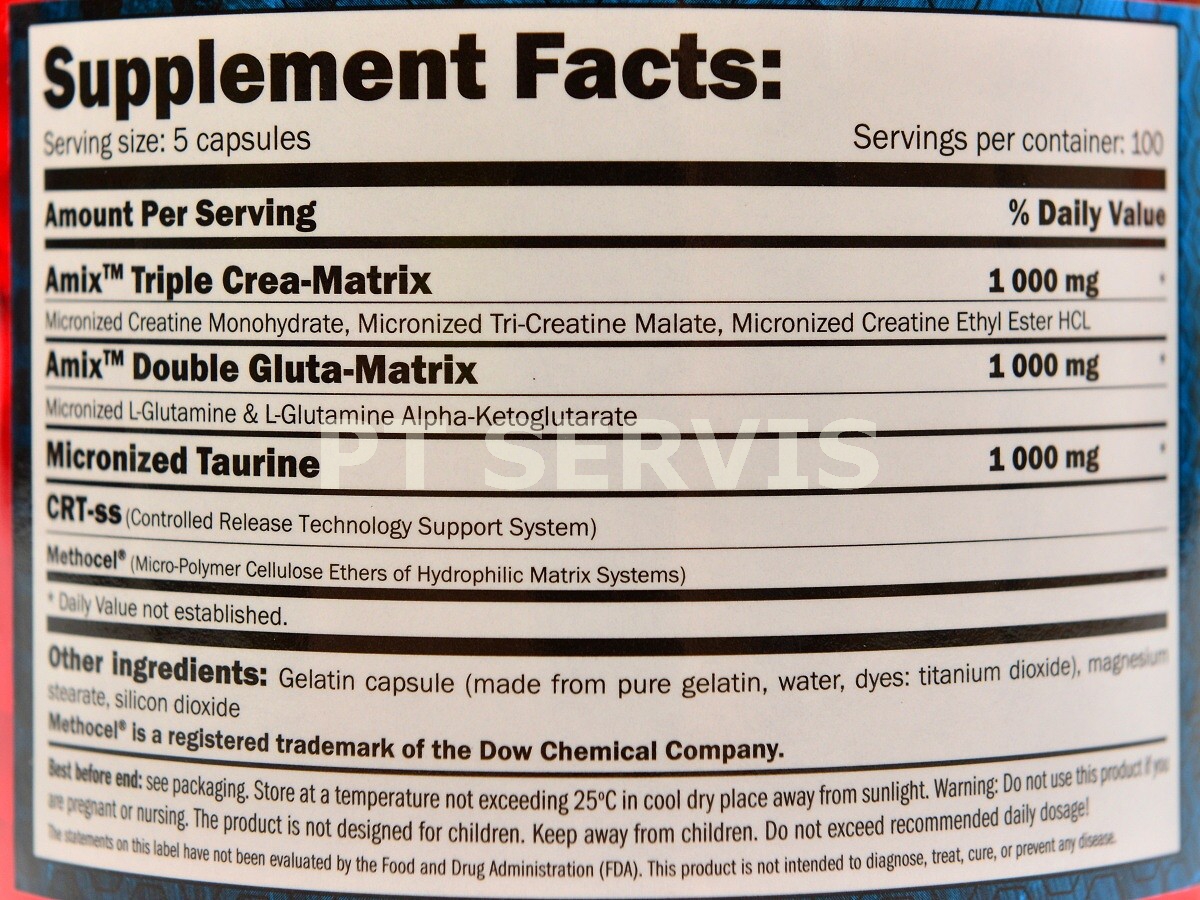 Supplement Facts:
Serving size: 5 capsules Servings per container: 100
Amount Per Serving % Daily Value
Amix™ Triple Crea-Matrix 1 000 mg *
Micronized Creatine Monohydrate, Micronized Tri-Creatine Malate, Micronized Creatine Ethyl Ester HCL
Amix™ Double Gluta-Matrix 1 000 mg *
Micronized L-Glutamine & L-Glutamine Alpha-Ketoglutarate
PT SERVIS
Micronized Taurine 1 000 mg *
CRT-ss (Controlled Release Technology Support System)
Methocel® (Micro-Polymer Cellulose Ethers of Hydrophilic Matrix Systems)
* Daily Value not established.
Other ingredients: Gelatin capsule (made from pure gelatin, water, dyes: titanium dioxide), magnesium
stearate, silicon dioxide
Methocel® is a registered trademark of the Dow Chemical Company.
Best before end: see packaging. Store at a temperature not exceeding 25ºC in cool dry place away from sunlight. Warning: Do not use this product if you
are pregnant or nursing. The product is not designed for children. Keep away from children. Do not exceed recommended daily dosage!
The statements on this label have not been evaluated by the Food and Drug Administration (FDA). This product is not intended to diagnose, treat, cure, or prevent any disease.